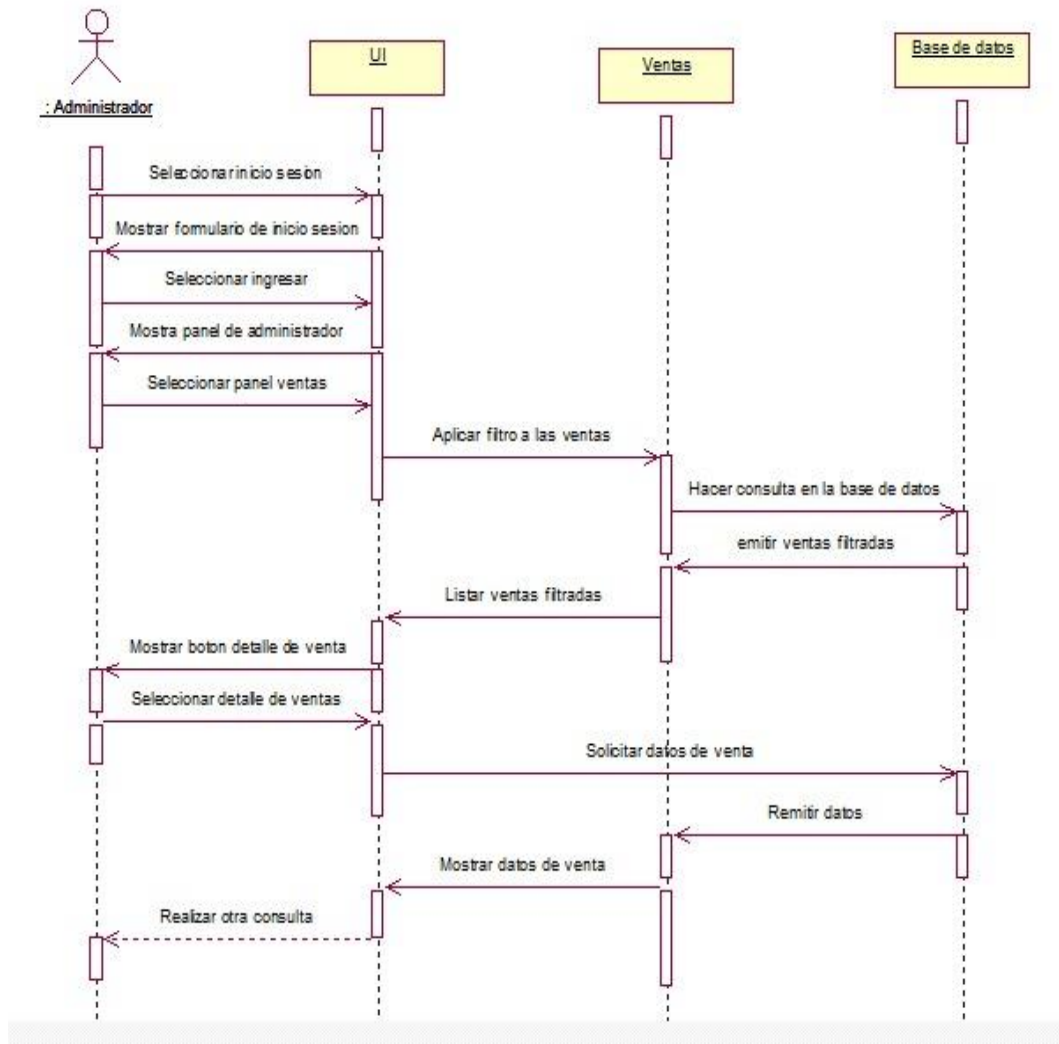 UI
Ventas
Base de datos
: Administrador
Seleccionar inicio sesion
Mostrar formulario de inicio sesion
Seleccionar ingresar
Mostra panel de administrador
Seleccionar panel ventas
Aplicar filtro a las ventas
Hacer consulta en la base de datos
emitir ventas filtradas
Listar ventas filtradas
Mostrar boton detalle de venta
Seleccionar detalle de ventas
Solicitar datos de venta
Remitir datos
Mostrar datos de venta
Realizar otra consulta